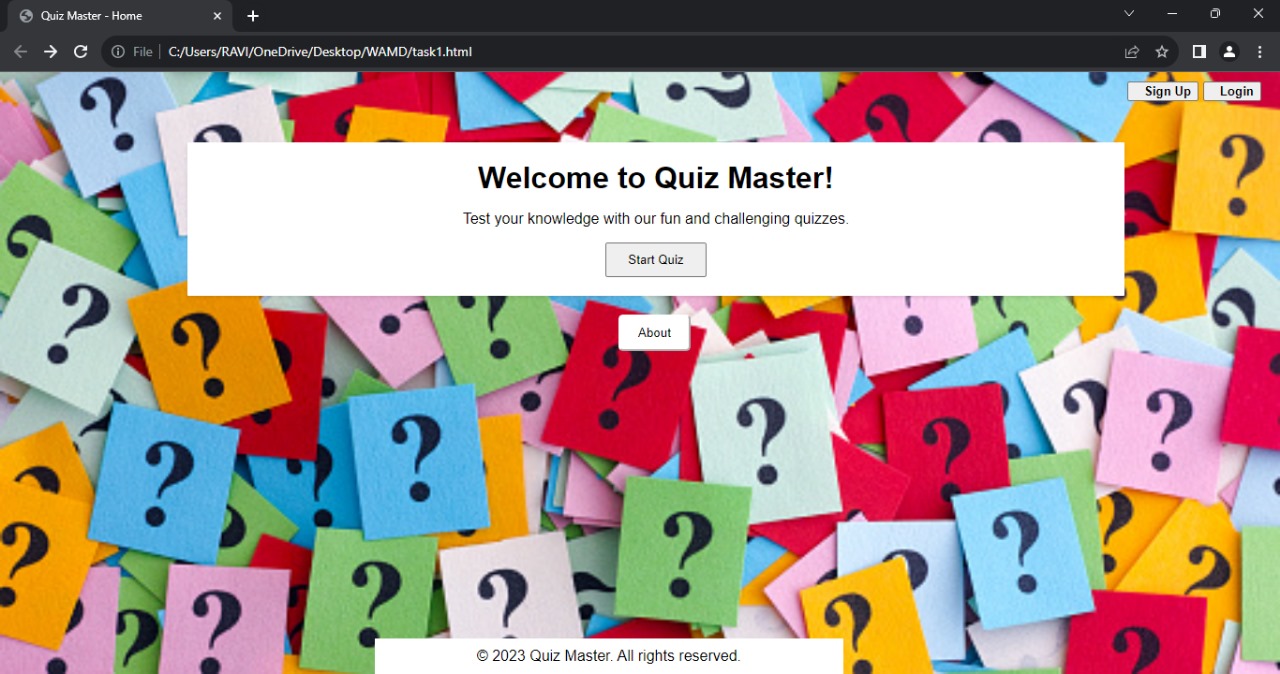 Quiz Master - Home
File
C:/Users/RAVI/OneDrive/Desktop/WAMD/task1.html
Sign Up
Login
Welcome to Quiz Master!
Test your knowledge with our fun and challenging quizzes.
Start Quiz
About
© 2023 Quiz Master. All rights reserved.